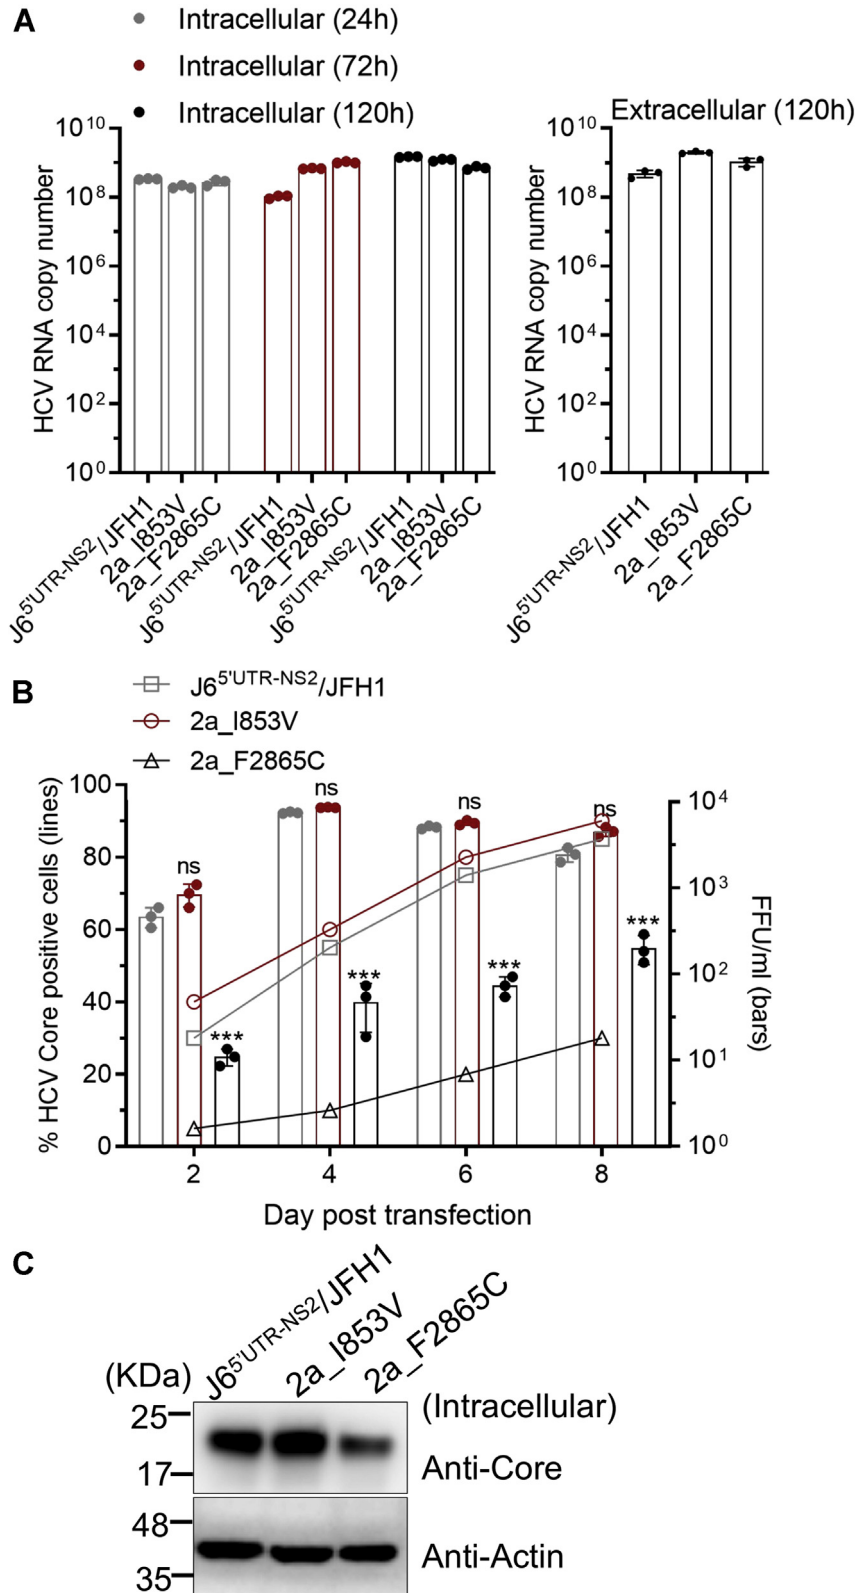 A
Intracellular (24h)
Intracellular (72h)
Intracellular (120h)
Extracellular (120h)
HCV RNA copy number
10^10
10^8
10^6
10^4
10^2
10^0
J6^5'UTR-NS2/JFH1
2a_I853V
2a_F2865C
J6^5'UTR-NS2/JFH1
2a_I853V
2a_F2865C
J6^5'UTR-NS2/JFH1
2a_I853V
2a_F2865C
HCV RNA copy number
10^10
10^8
10^6
10^4
10^2
10^0
J6^5'UTR-NS2/JFH1
2a_I853V
2a_F2865C
B
J6^5'UTR-NS2/JFH1
2a_I853V
2a_F2865C
% HCV Core positive cells (lines)
100
80
60
40
20
0
ns
ns
ns
ns
***
***
***
***
10^4
10^3
10^2
10^1
10^0
FFU/ml (bars)
2 4 6 8
Day post transfection
C
J6^5'UTR-NS2/JFH1
2a_I853V
2a_F2865C
(KDa)
25
17
(Intracellular)
Anti-Core
48
35
Anti-Actin